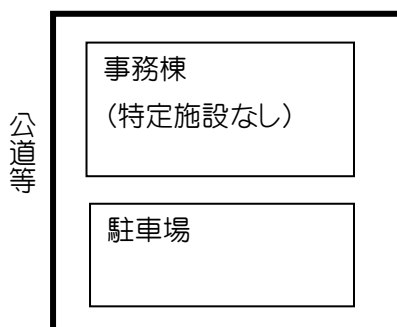 公道等
事務棟
（特定施設なし）
駐車場